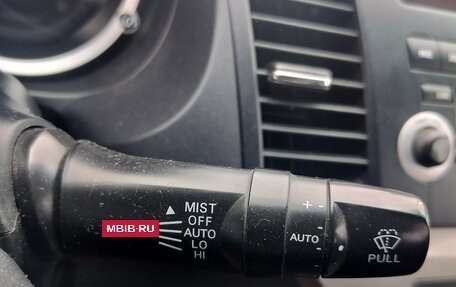 MIST
OFF
AUTO
LO
HI
MBIB-RU
+
AUTO
-
PULL